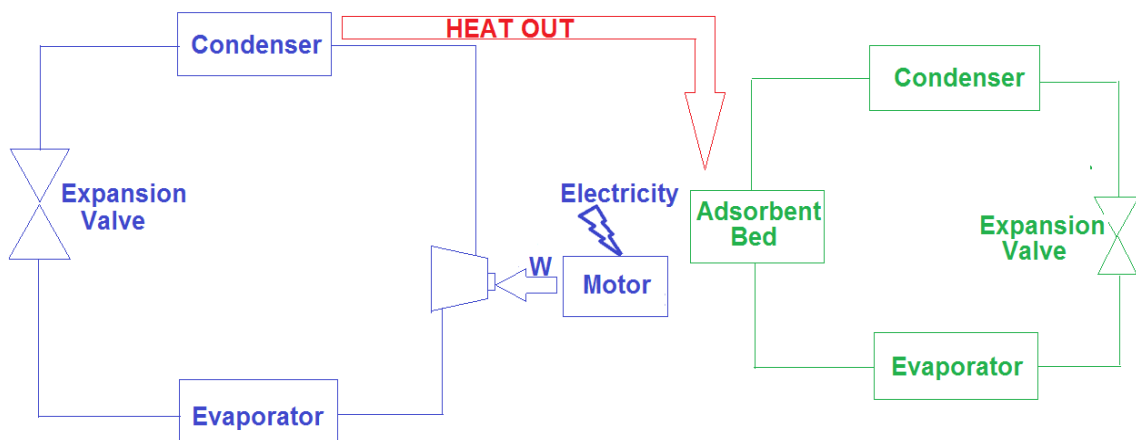 HEAT OUT
Condenser
Condenser
Expansion
Valve
Electricity
Adsorbent
Bed
Expansion
Valve
W
Motor
Evaporator
Evaporator